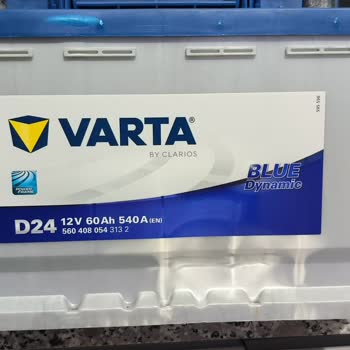 VARTA®
BY CLARIOS
BLUE
Dynamic
D24 12V 60Ah 540A (EN)
560 408 054 313 2